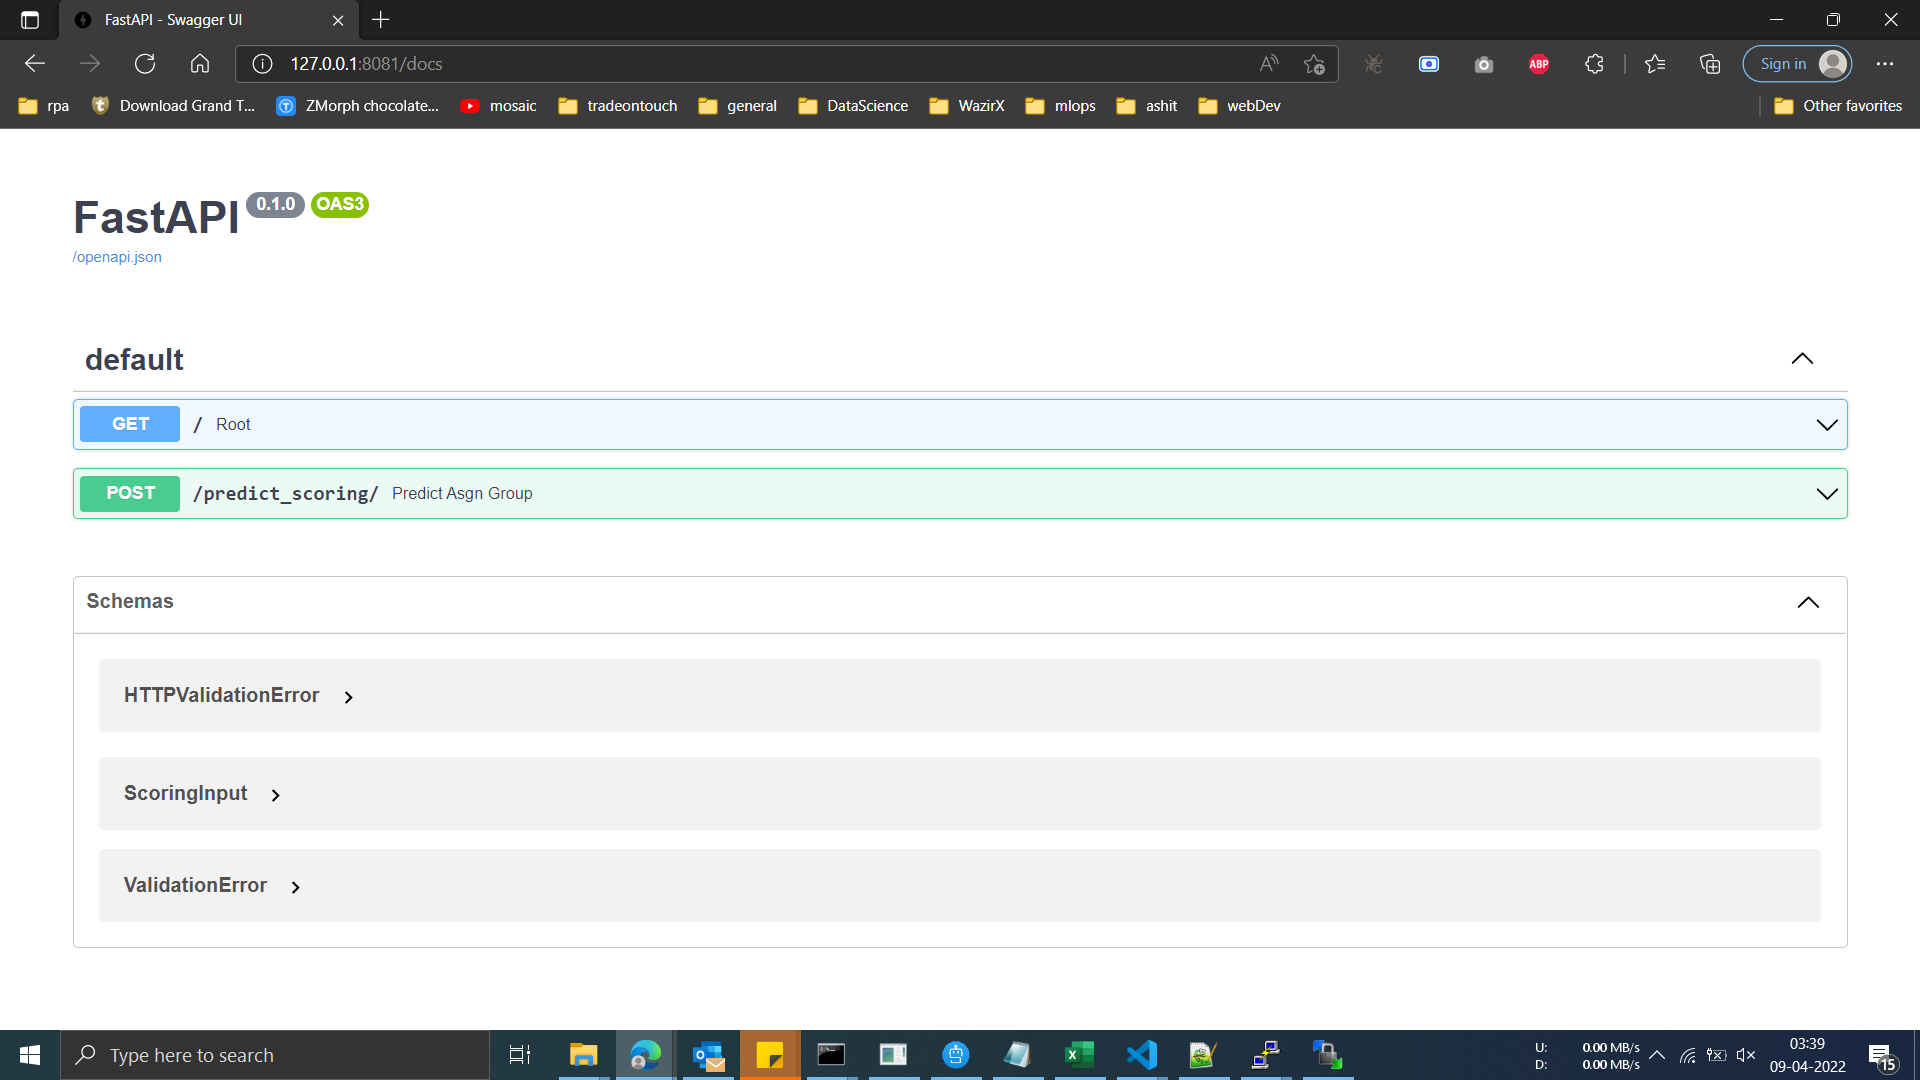 FastAPI - Swagger UI
127.0.0.1:8081/docs
ABP
Sign in
rpa
Download Grand T...
ZMorph chocolate...
mosaic
tradeontouch
general
DataScience
WazirX
mlops
ashit
webDev
Other favorites
FastAPI 0.1.0 OAS3
/openapi.json
default
GET / Root
POST /predict_scoring/ Predict Asgn Group
Schemas
HTTPValidationError
ScoringInput
ValidationError
Type here to search
U: 0.00 MB/s
D: 0.00 MB/s
03:39
09-04-2022
15